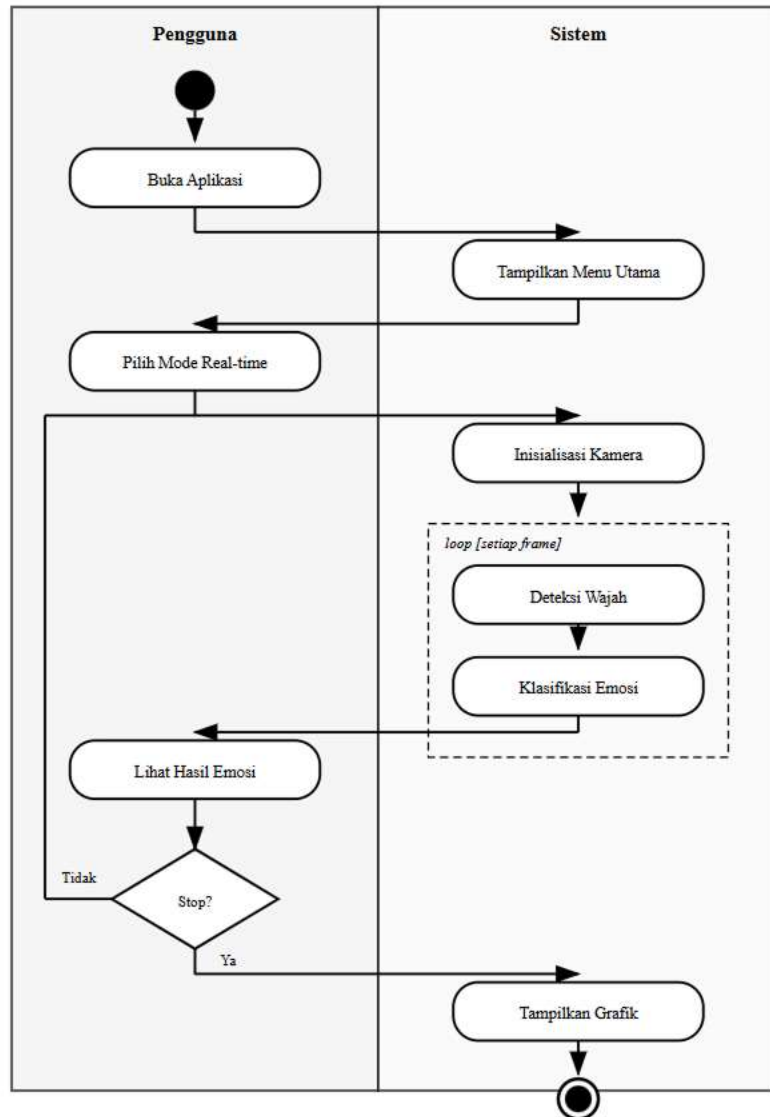 Pengguna
Sistem
Buka Aplikasi
Tampilkan Menu Utama
Pilih Mode Real-time
Inisialisasi Kamera
loop [setiap frame]
Deteksi Wajah
Klasifikasi Emosi
Lihat Hasil Emosi
Tidak
Stop?
Ya
Tampilkan Grafik